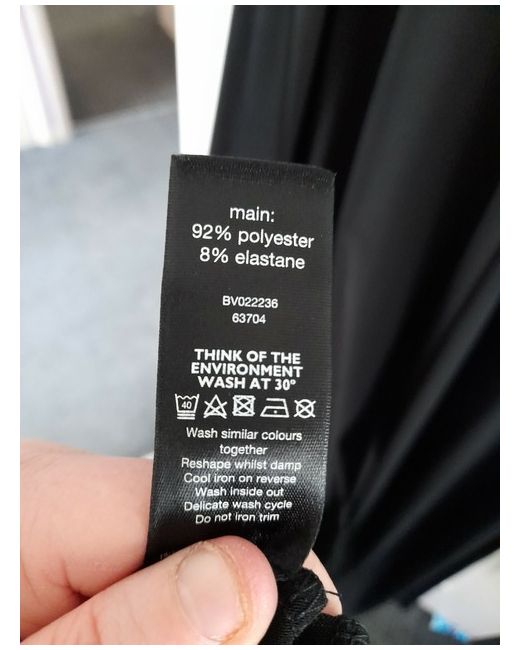 main:
92% polyester
8% elastane
BV022236
63704
THINK OF THE
ENVIRONMENT
WASH AT 30°
40
Wash similar colours
together
Reshape whilst damp
Cool iron on reverse
Wash inside out
Delicate wash cycle
Do not iron trim